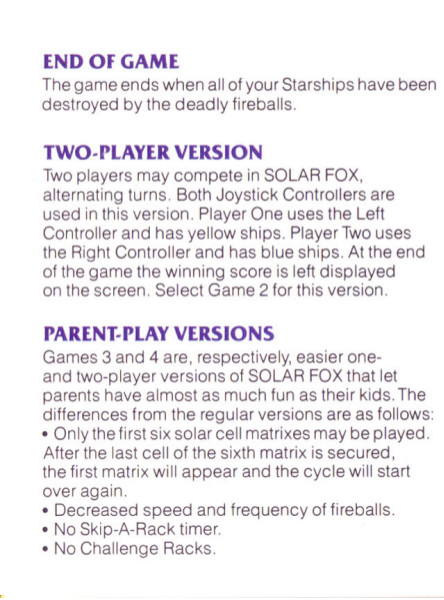 END OF GAME
The game ends when all of your Starships have been
destroyed by the deadly fireballs.
TWO-PLAYER VERSION
Two players may compete in SOLAR FOX,
alternating turns. Both Joystick Controllers are
used in this version. Player One uses the Left
Controller and has yellow ships. Player Two uses
the Right Controller and has blue ships. At the end
of the game the winning score is left displayed
on the screen. Select Game 2 for this version.
PARENT-PLAY VERSIONS
Games 3 and 4 are, respectively, easier one-
and two-player versions of SOLAR FOX that let
parents have almost as much fun as their kids. The
differences from the regular versions are as follows:
• Only the first six solar cell matrixes may be played.
After the last cell of the sixth matrix is secured,
the first matrix will appear and the cycle will start
over again.
• Decreased speed and frequency of fireballs.
• No Skip-A-Rack timer.
• No Challenge Racks.